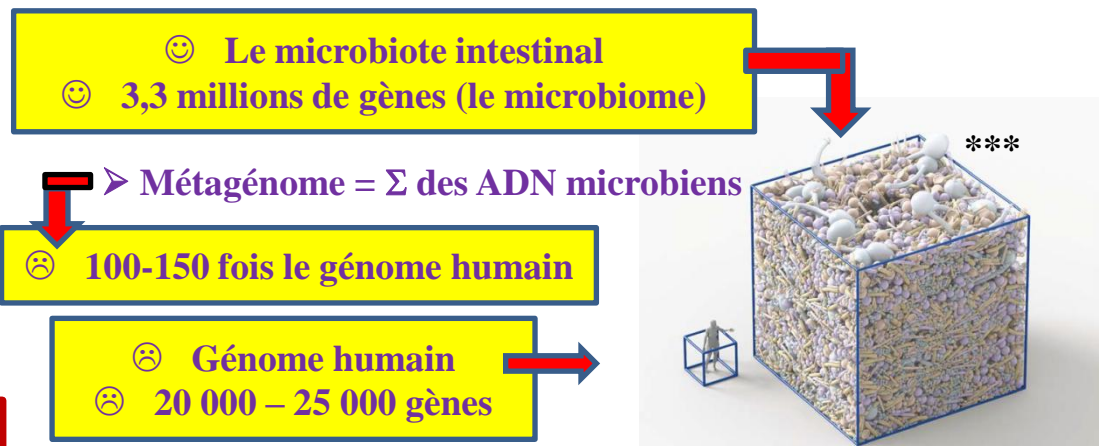 ☺ Le microbiote intestinal
☺ 3,3 millions de gènes (le microbiome)
***
➢ Métagénome = Σ des ADN microbiens
☹ 100-150 fois le génome humain
☹ Génome humain
☹ 20 000 – 25 000 gènes